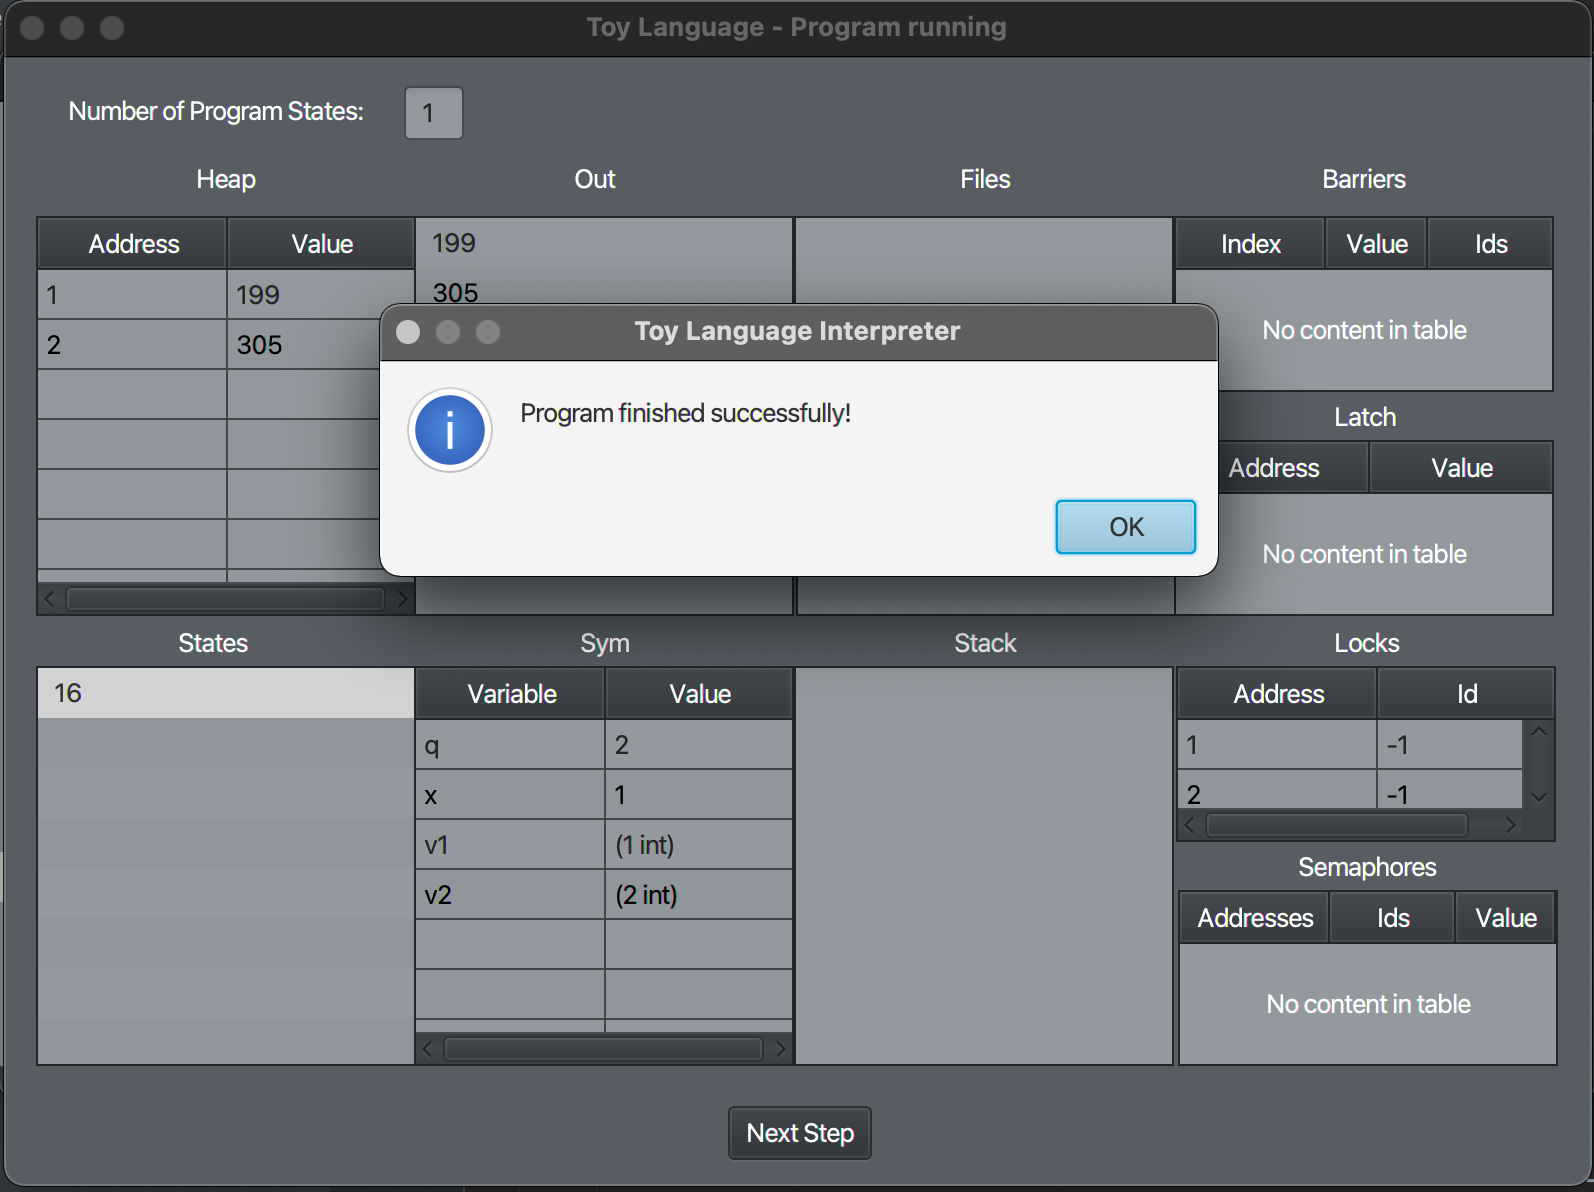 Toy Language - Program running
Number of Program States: 1
Heap Out Files Barriers
Address Value 199 Index Value Ids
1 199 305
2 305
Toy Language Interpreter
No content in table
Program finished successfully!
Latch
Address Value
OK
No content in table
States Sym Stack Locks
16 Variable Value Address Id
q 2 1 -1
x 1 2 -1
v1 (1 int)
Semaphores
v2 (2 int)
Addresses Ids Value
No content in table
Next Step